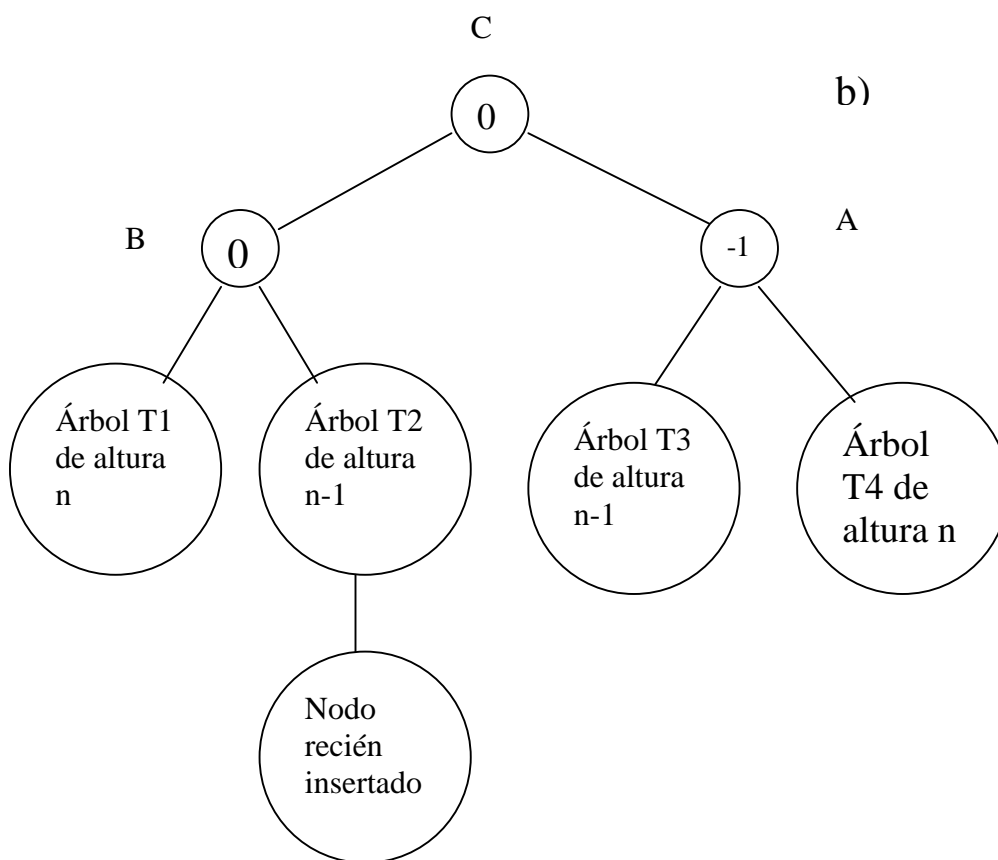 C
b)
0
B
A
0
-1
Árbol T1
de altura
n
Árbol T2
de altura
n-1
Árbol T3
de altura
n-1
Árbol
T4 de
altura n
Nodo
recién
insertado